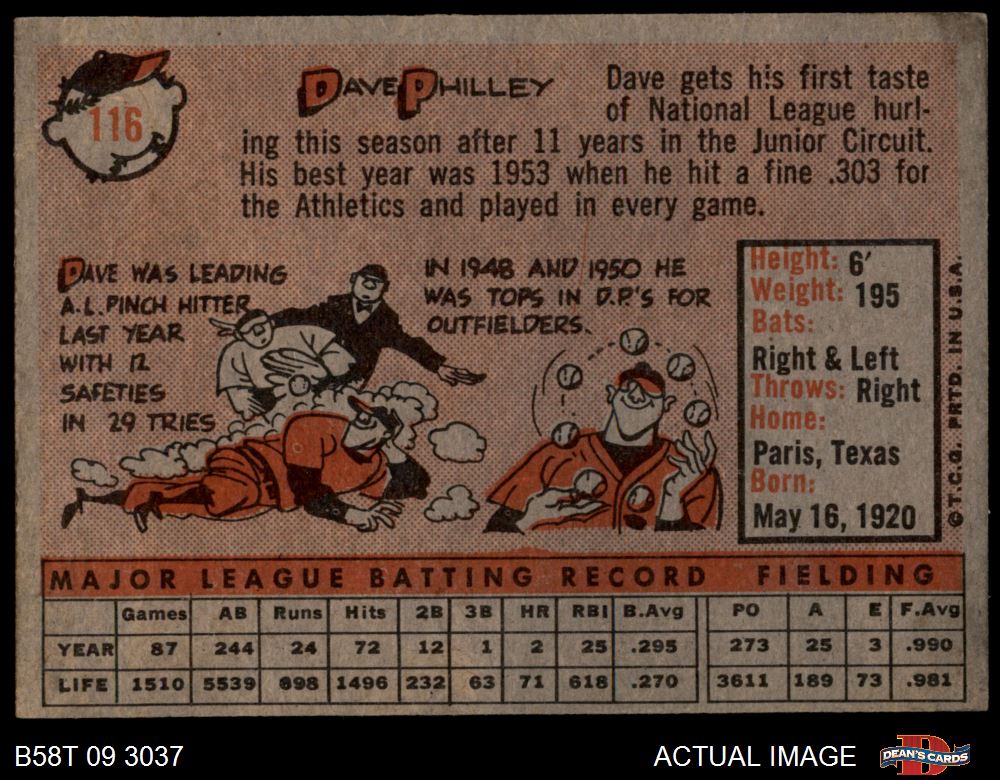 116
DAVE PHILLEY
Dave gets his first taste
of National League hurl-
ing this season after 11 years in the Junior Circuit.
His best year was 1953 when he hit a fine .303 for
the Athletics and played in every game.
DAVE WAS LEADING
A.L. PINCH HITTER
LAST YEAR
WITH 12
SAFETIES
IN 29 TRIES
IN 1948 AND 1950 HE
WAS TOPS IN D.P.'S FOR
OUTFIELDERS.
Height: 6'
Weight: 195
Bats:
Right & Left
Throws: Right
Home:
Paris, Texas
Born:
May 16, 1920
© T.C.G. PRTD. IN U.S.A.
MAJOR LEAGUE BATTING RECORD FIELDING
Games AB Runs Hits 2B 3B HR RBI B.Avg PO A E F.Avg
YEAR 87 244 24 72 12 1 2 25 .295 273 25 3 .990
LIFE 1510 5539 698 1496 232 63 71 618 .270 3611 189 73 .981
B58T 09 3037
ACTUAL IMAGE
D
DEAN'S CARDS